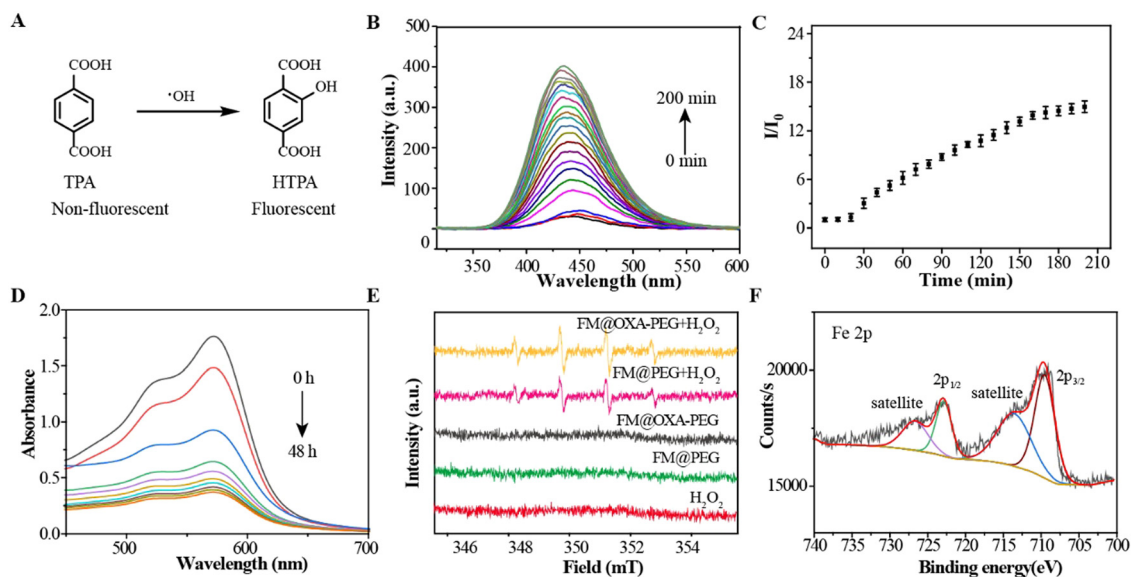 A
COOH
COOH
TPA
Non-fluorescent
·OH
COOH
OH
COOH
HTPA
Fluorescent
B
Intensity (a.u.)
500
400
300
200
100
50
0
200 min
0 min
350
400
450
500
550
600
Wavelength (nm)
C
I/I0
24
18
12
6
0
0
30
60
90
120
150
180
210
Time (min)
D
Absorbance
2.0
1.5
1.0
0.5
0.0
0 h
48 h
500
600
700
Wavelength (nm)
E
Intensity (a.u.)
FM@OXA-PEG+H2O2
FM@PEG+H2O2
FM@OXA-PEG
FM@PEG
H2O2
346
348
350
352
354
Field (mT)
F
Fe 2p
Counts/s
20000
15000
satellite
2p1/2
satellite
2p3/2
740
735
730
725
720
715
710
705
700
Binding energy(eV)